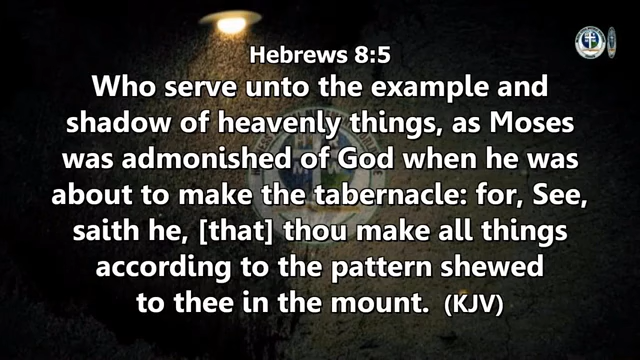 Hebrews 8:5
Who serve unto the example and
shadow of heavenly things, as Moses
was admonished of God when he was
about to make the tabernacle: for, See,
saith he, [that] thou make all things
according to the pattern shewed
to thee in the mount. (KJV)